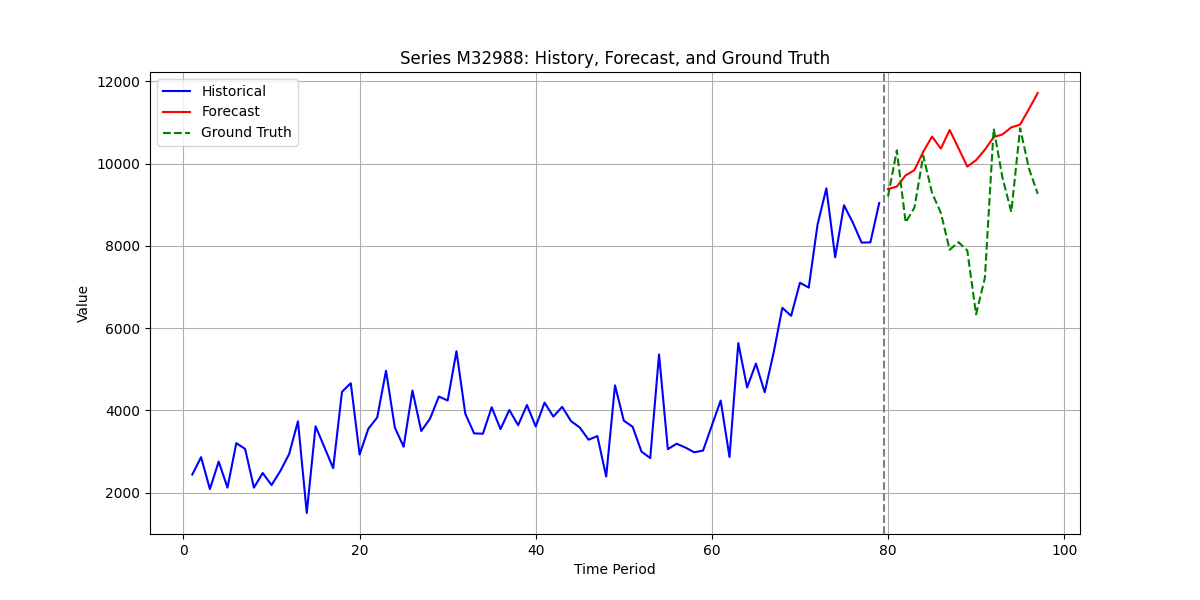 Series M32988: History, Forecast, and Ground Truth
Historical
Forecast
Ground Truth
12000
10000
8000
6000
4000
2000
Value
0
20
40
60
80
100
Time Period